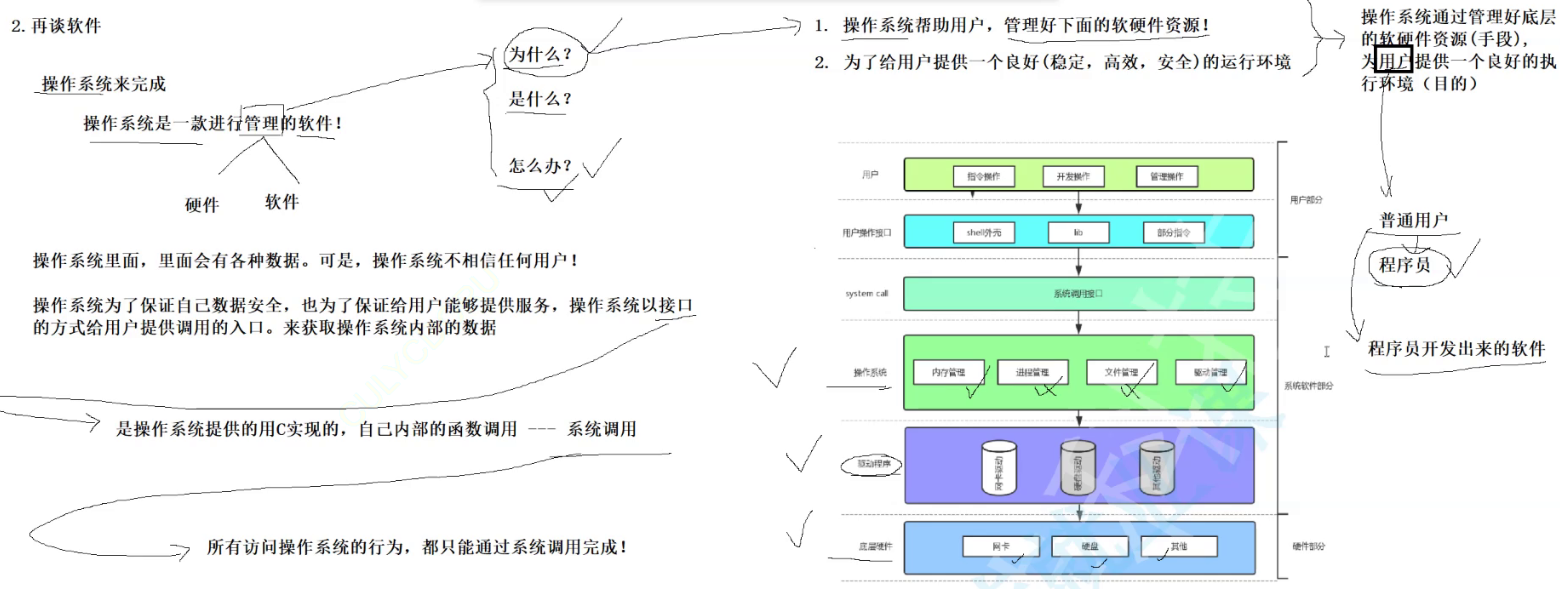 2.再谈软件
操作系统来完成
操作系统是一款进行管理的软件！
硬件
软件
为什么？
是什么？
怎么办？
操作系统里面，里面会有各种数据。可是，操作系统不相信任何用户！
操作系统为了保证自己数据安全，也为了保证给用户能够提供服务，操作系统以接口
的方式给用户提供调用的入口。来获取操作系统内部的数据
是操作系统提供的用C实现的，自己内部的函数调用 --- 系统调用
所有访问操作系统的行为，都只能通过系统调用完成！
1. 操作系统帮助用户，管理好下面的软硬件资源！
2. 为了给用户提供一个良好(稳定，高效，安全)的运行环境
操作系统通过管理好底层
的软硬件资源(手段)，
为用户提供一个良好的执
行环境（目的）
普通用户
程序员
程序员开发出来的软件
用户
指令操作
开发操作
管理操作
用户部分
用户操作接口
shell外壳
lib
部分指令
system call
系统调用接口
操作系统
内存管理
进程管理
文件管理
驱动管理
系统软件部分
驱动程序
底层硬件
网卡
硬盘
其他
硬件部分